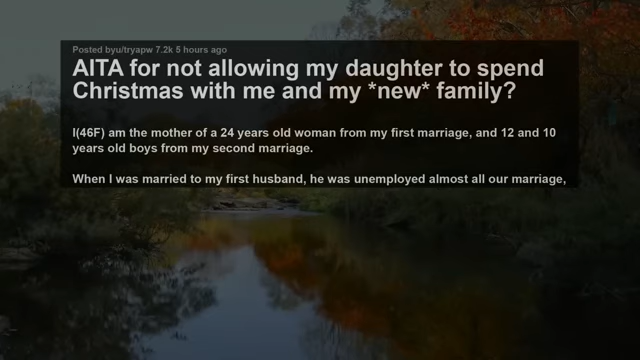 Posted byu/tryapw 7.2k 5 hours ago
AITA for not allowing my daughter to spend
Christmas with me and my *new* family?
I(46F) am the mother of a 24 years old woman from my first marriage, and 12 and 10
years old boys from my second marriage.
When I was married to my first husband, he was unemployed almost all our marriage,